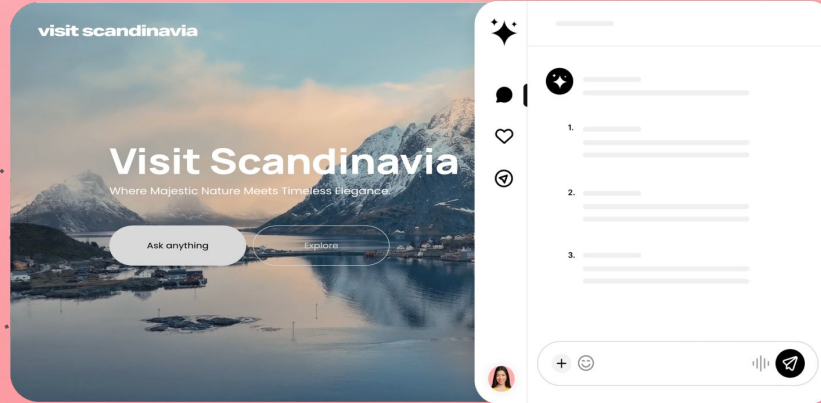 visit scandinavia
Visit Scandinavia
Where Majestic Nature Meets Timeless Elegance.
Ask anything
Explore
1.
2.
3.